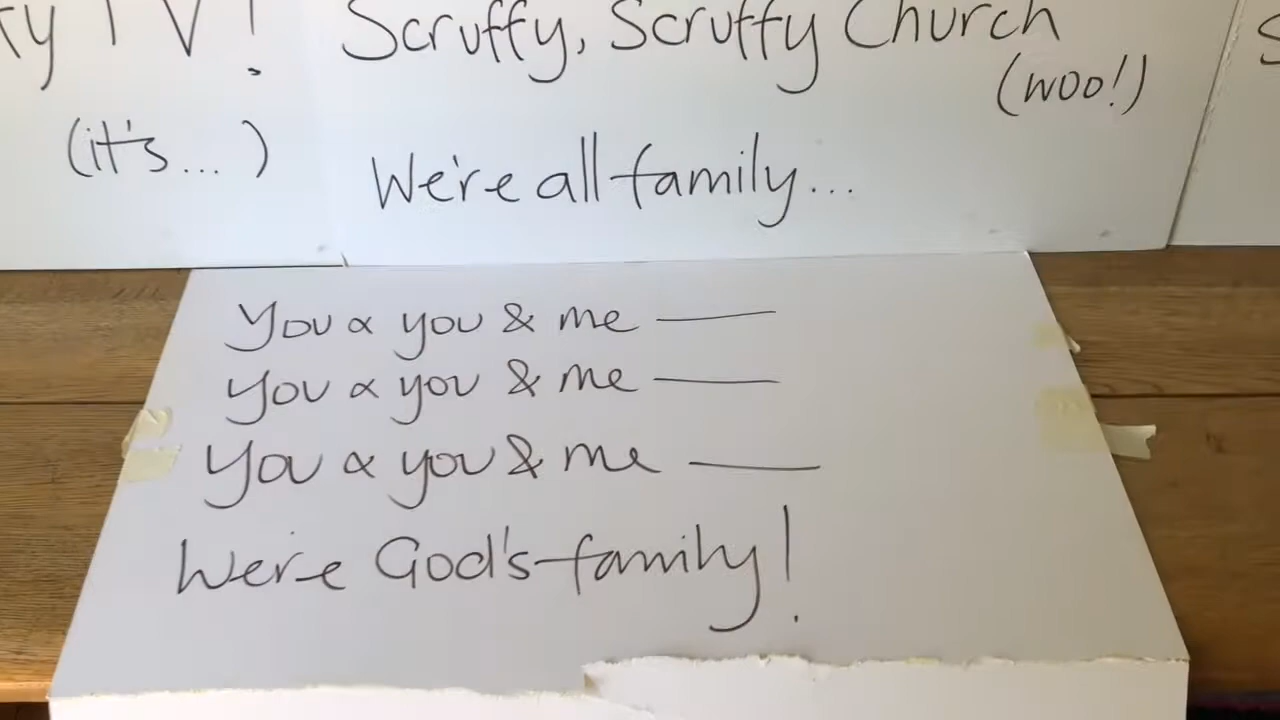 TV!
(it's...)
Scruffy, Scruffy Church
(woo!)
We're all family...
You & you & me ——
You & you & me ——
You & you & me ——
We're God's family!